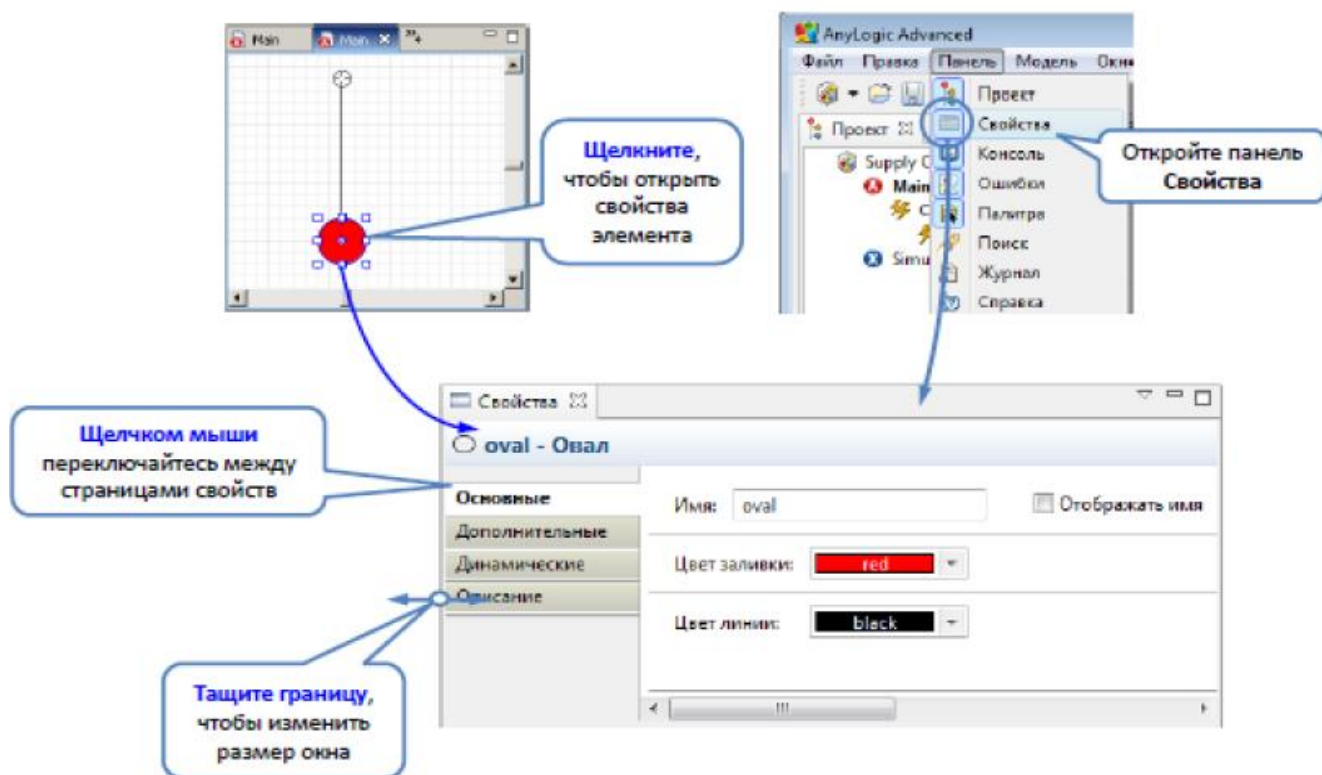 Main
Main
Щелкните,
чтобы открыть
свойства
элемента
AnyLogic Advanced
Файл Правка Панель Модель
Проект
Проект
Свойства
Консоль
Ошибки
Палитра
Поиск
Журнал
Справка
Supply C
Main
C
Simu
Откройте панель
Свойства
Щелчком мыши
переключайтесь между
страницами свойств
Тащите границу,
чтобы изменить
размер окна
Свойства
oval - Овал
Основные
Дополнительные
Динамические
Описание
Имя: oval
Отображать имя
Цвет заливки: red
Цвет линии: black